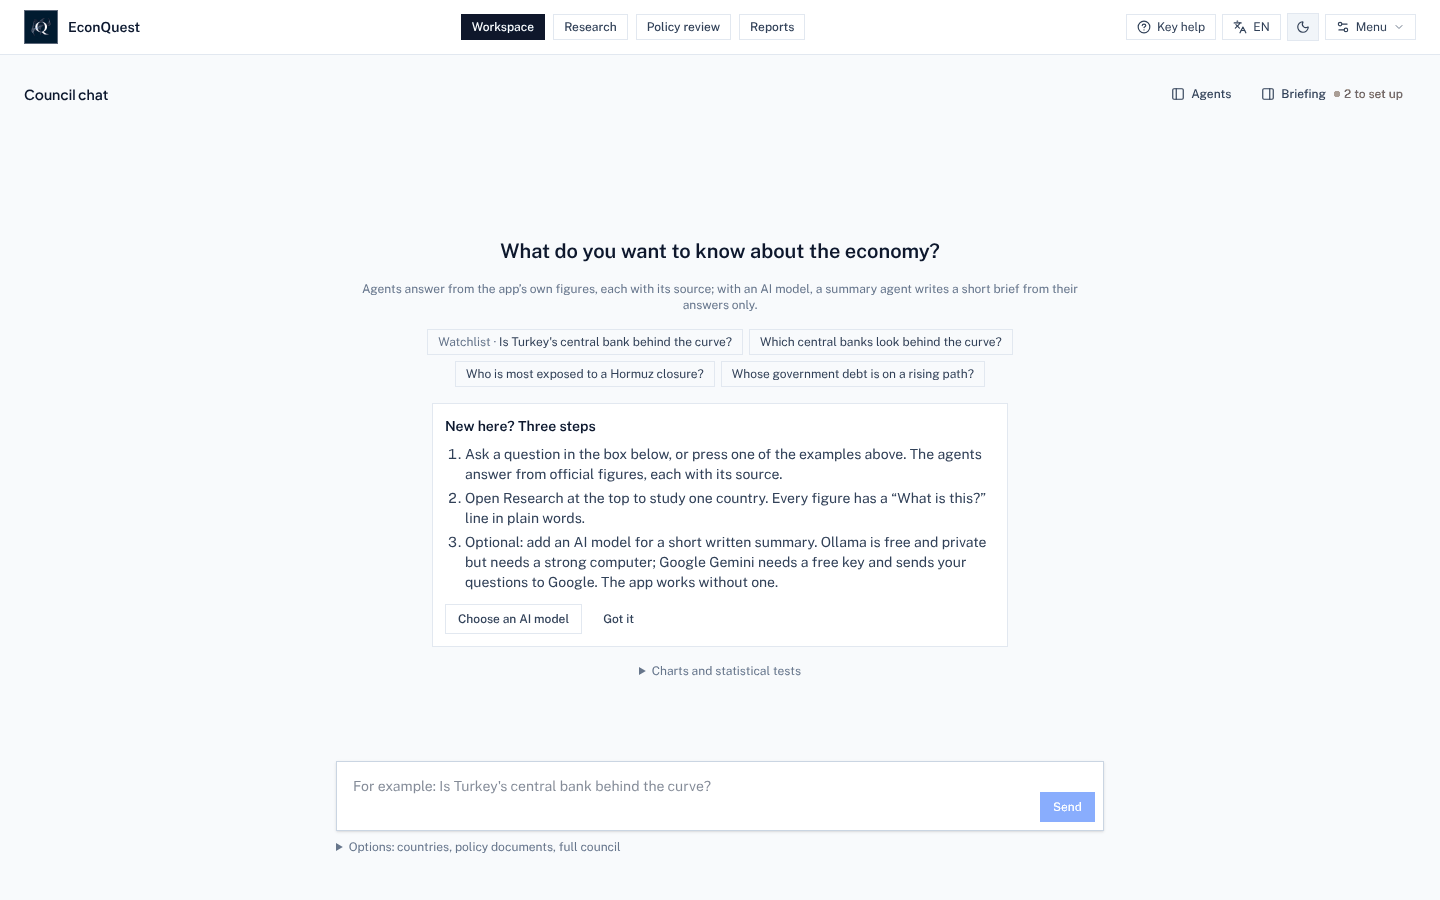 EconQuest
Workspace
Research
Policy review
Reports
Key help
EN
Menu
Council chat
Agents
Briefing
2 to set up
What do you want to know about the economy?
Agents answer from the app's own figures, each with its source; with an AI model, a summary agent writes a short brief from their
answers only.
Watchlist · Is Turkey's central bank behind the curve?
Which central banks look behind the curve?
Who is most exposed to a Hormuz closure?
Whose government debt is on a rising path?
New here? Three steps
1. Ask a question in the box below, or press one of the examples above. The agents
answer from official figures, each with its source.
2. Open Research at the top to study one country. Every figure has a “What is this?”
line in plain words.
3. Optional: add an AI model for a short written summary. Ollama is free and private
but needs a strong computer; Google Gemini needs a free key and sends your
questions to Google. The app works without one.
Choose an AI model
Got it
Charts and statistical tests
For example: Is Turkey's central bank behind the curve?
Send
Options: countries, policy documents, full council